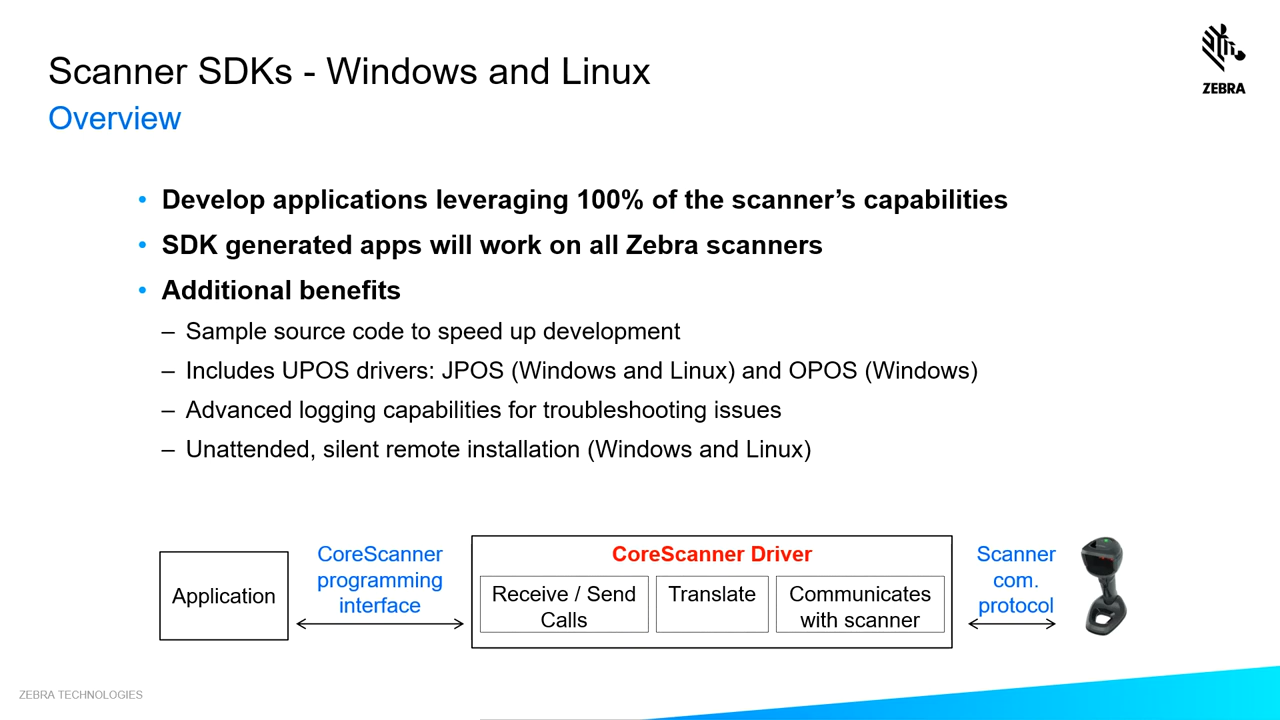 ZEBRA
Scanner SDKs - Windows and Linux
Overview
• Develop applications leveraging 100% of the scanner’s capabilities
• SDK generated apps will work on all Zebra scanners
• Additional benefits
– Sample source code to speed up development
– Includes UPOS drivers: JPOS (Windows and Linux) and OPOS (Windows)
– Advanced logging capabilities for troubleshooting issues
– Unattended, silent remote installation (Windows and Linux)
Application
CoreScanner
programming
interface
CoreScanner Driver
Receive / Send
Calls
Translate
Communicates
with scanner
Scanner
com.
protocol
ZEBRA TECHNOLOGIES